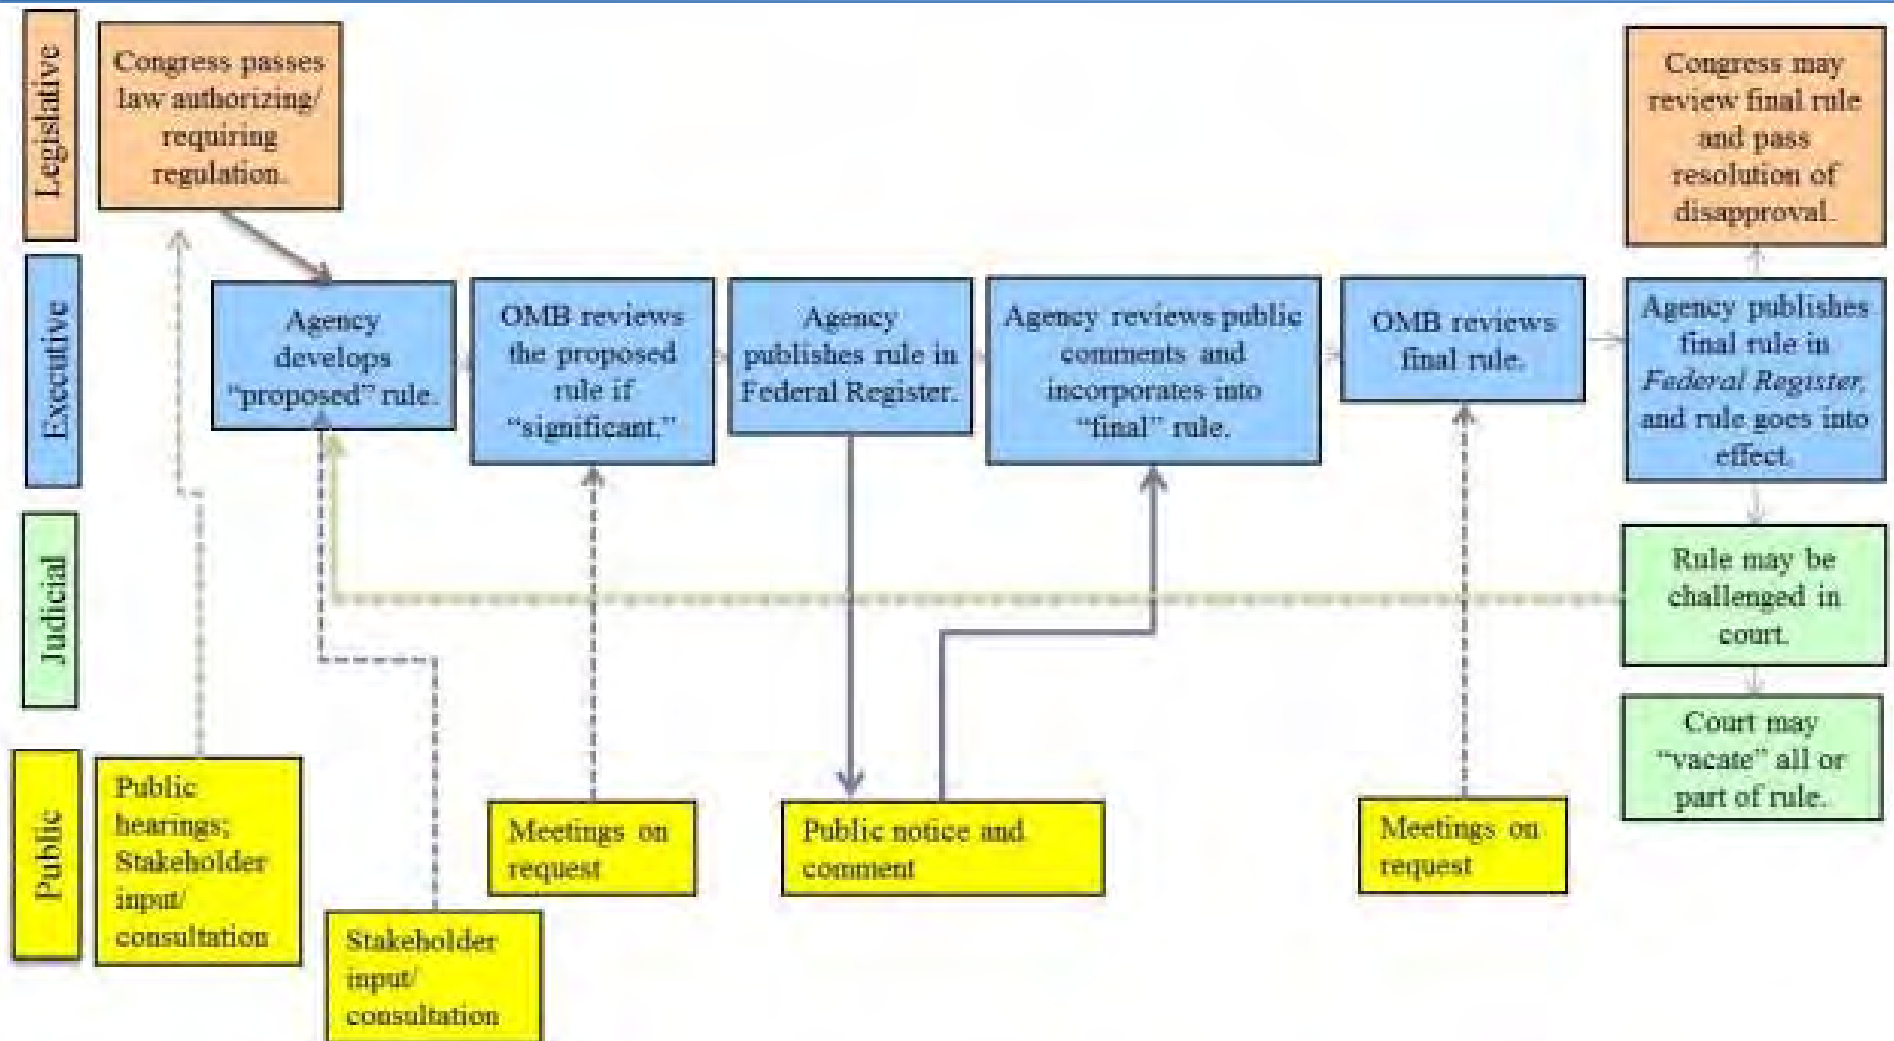 Legislative
Congress passes
law authorizing/
requiring
regulation.
Congress may
review final rule
and pass
resolution of
disapproval.
Executive
Agency
develops
“proposed” rule.
OMB reviews
the proposed
rule if
“significant.”
Agency
publishes rule in
Federal Register.
Agency reviews public
comments and
incorporates into
“final” rule.
OMB reviews
final rule.
Agency publishes
final rule in
Federal Register,
and rule goes into
effect.
Judicial
Rule may be
challenged in
court.
Court may
“vacate” all or
part of rule.
Public
Public
hearings;
Stakeholder
input/
consultation
Stakeholder
input/
consultation
Meetings on
request
Public notice and
comment
Meetings on
request